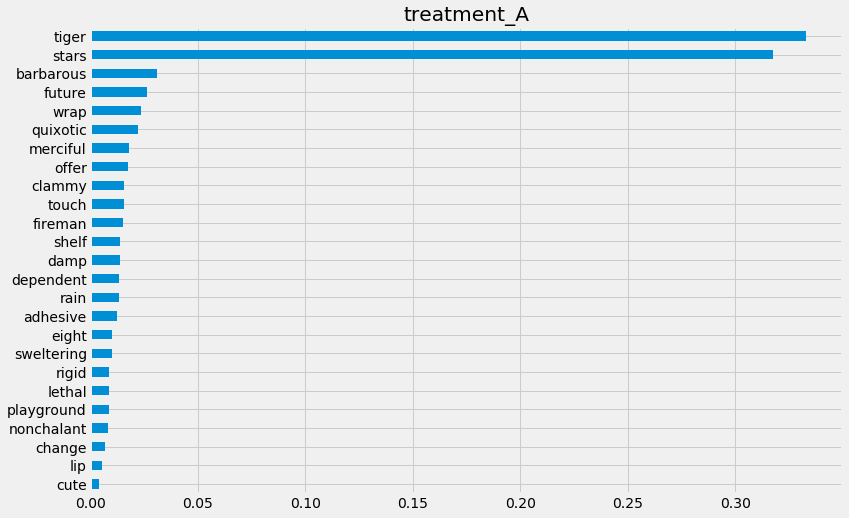 treatment_A
tiger
stars
barbarous
future
wrap
quixotic
merciful
offer
clammy
touch
fireman
shelf
damp
dependent
rain
adhesive
eight
sweltering
rigid
lethal
playground
nonchalant
change
lip
cute
0.00 0.05 0.10 0.15 0.20 0.25 0.30